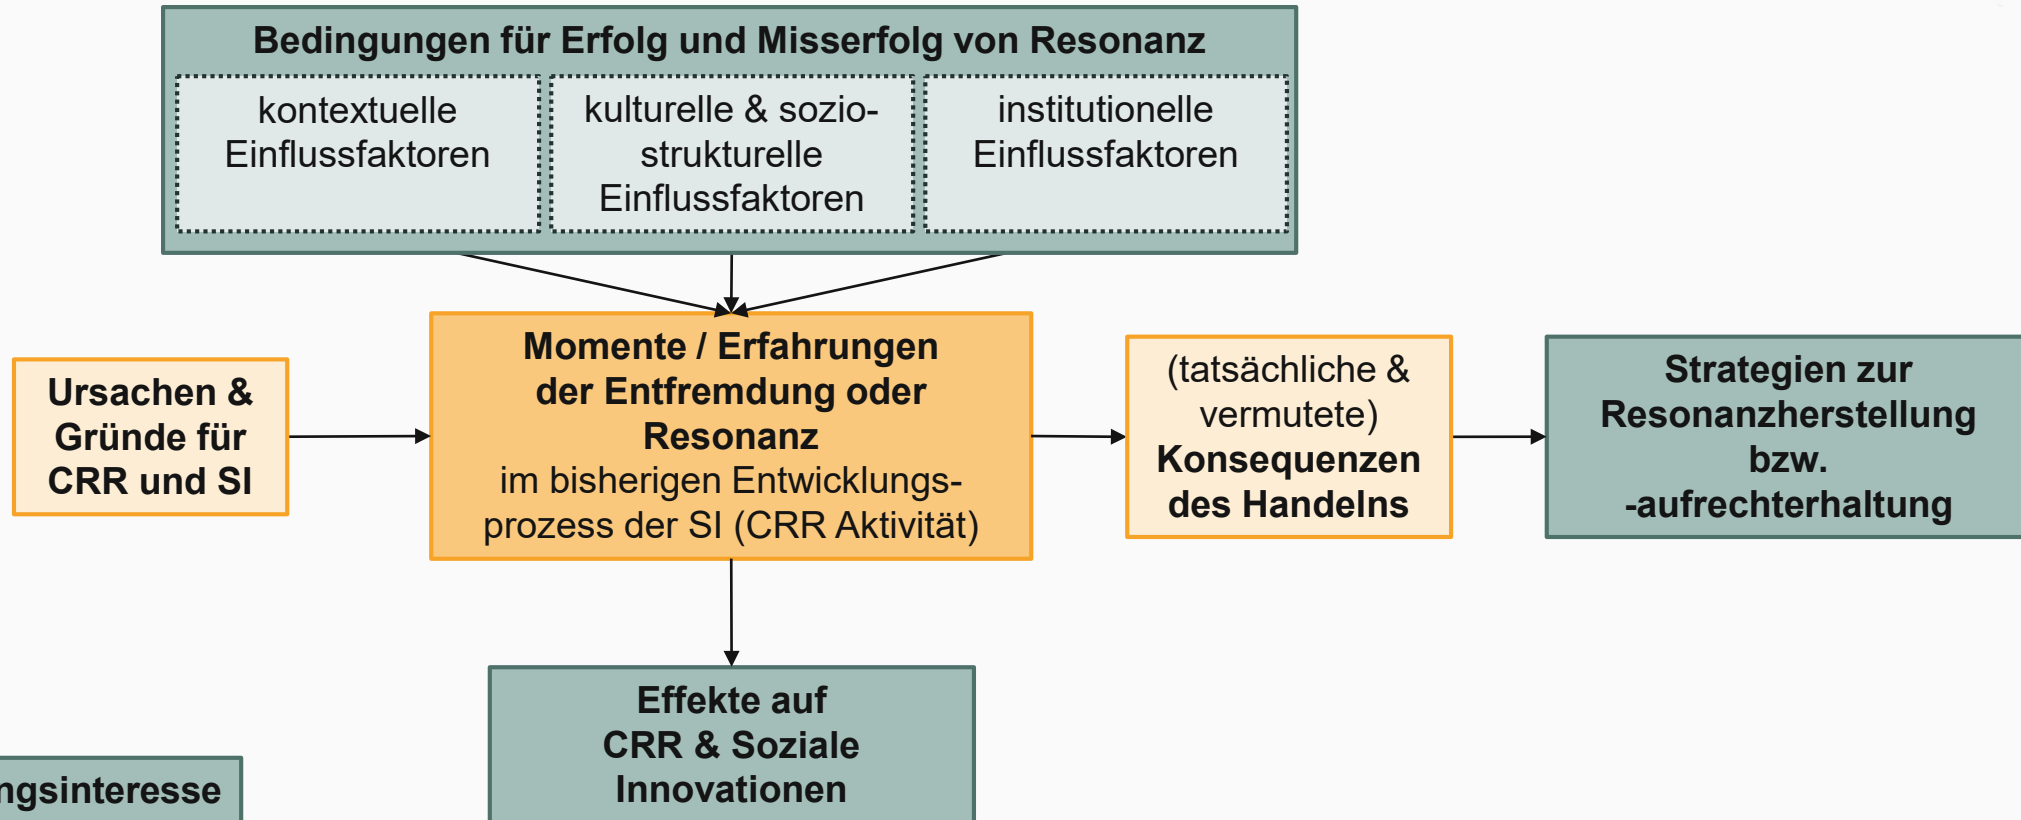 Bedingungen für Erfolg und Misserfolg von Resonanz
kontextuelle
Einflussfaktoren
kulturelle & sozio-
strukturelle
Einflussfaktoren
institutionelle
Einflussfaktoren
Ursachen &
Gründe für
CRR und SI
Momente / Erfahrungen
der Entfremdung oder
Resonanz
im bisherigen Entwicklungs-
prozess der SI (CRR Aktivität)
(tatsächliche &
vermutete)
Konsequenzen
des Handelns
Strategien zur
Resonanzherstellung
bzw.
-aufrechterhaltung
Effekte auf
CRR & Soziale
Innovationen
ngsinteresse